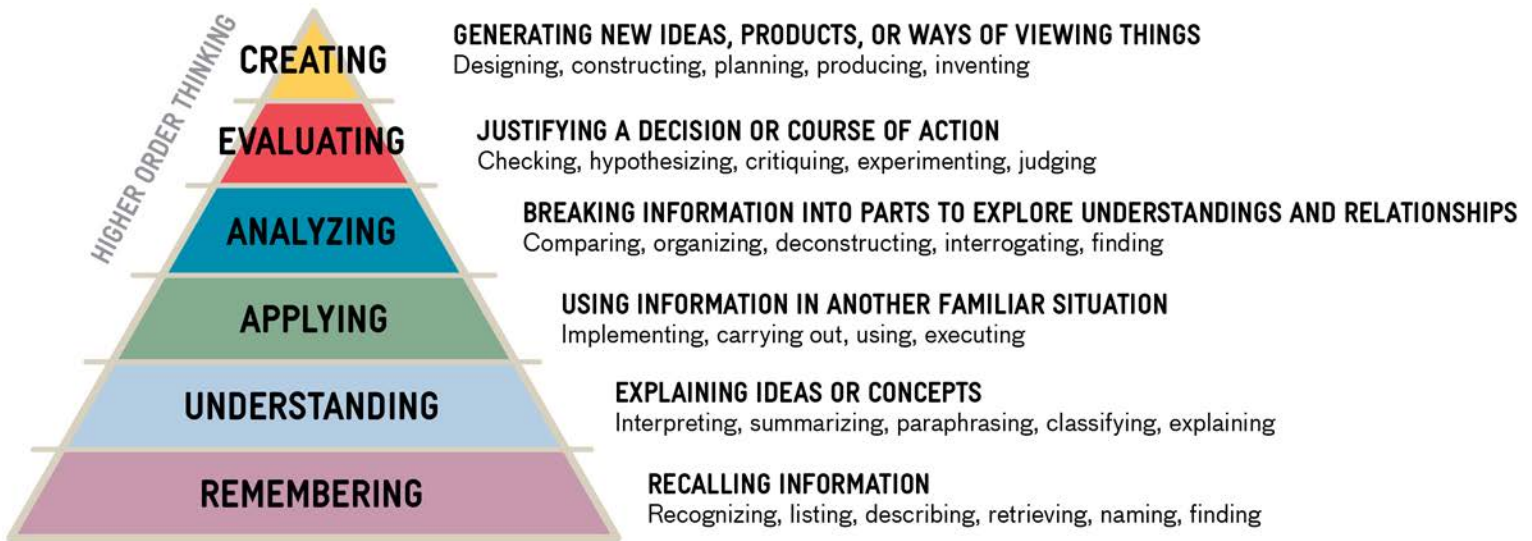 HIGHER ORDER THINKING
CREATING
GENERATING NEW IDEAS, PRODUCTS, OR WAYS OF VIEWING THINGS
Designing, constructing, planning, producing, inventing
EVALUATING
JUSTIFYING A DECISION OR COURSE OF ACTION
Checking, hypothesizing, critiquing, experimenting, judging
ANALYZING
BREAKING INFORMATION INTO PARTS TO EXPLORE UNDERSTANDINGS AND RELATIONSHIPS
Comparing, organizing, deconstructing, interrogating, finding
APPLYING
USING INFORMATION IN ANOTHER FAMILIAR SITUATION
Implementing, carrying out, using, executing
UNDERSTANDING
EXPLAINING IDEAS OR CONCEPTS
Interpreting, summarizing, paraphrasing, classifying, explaining
REMEMBERING
RECALLING INFORMATION
Recognizing, listing, describing, retrieving, naming, finding